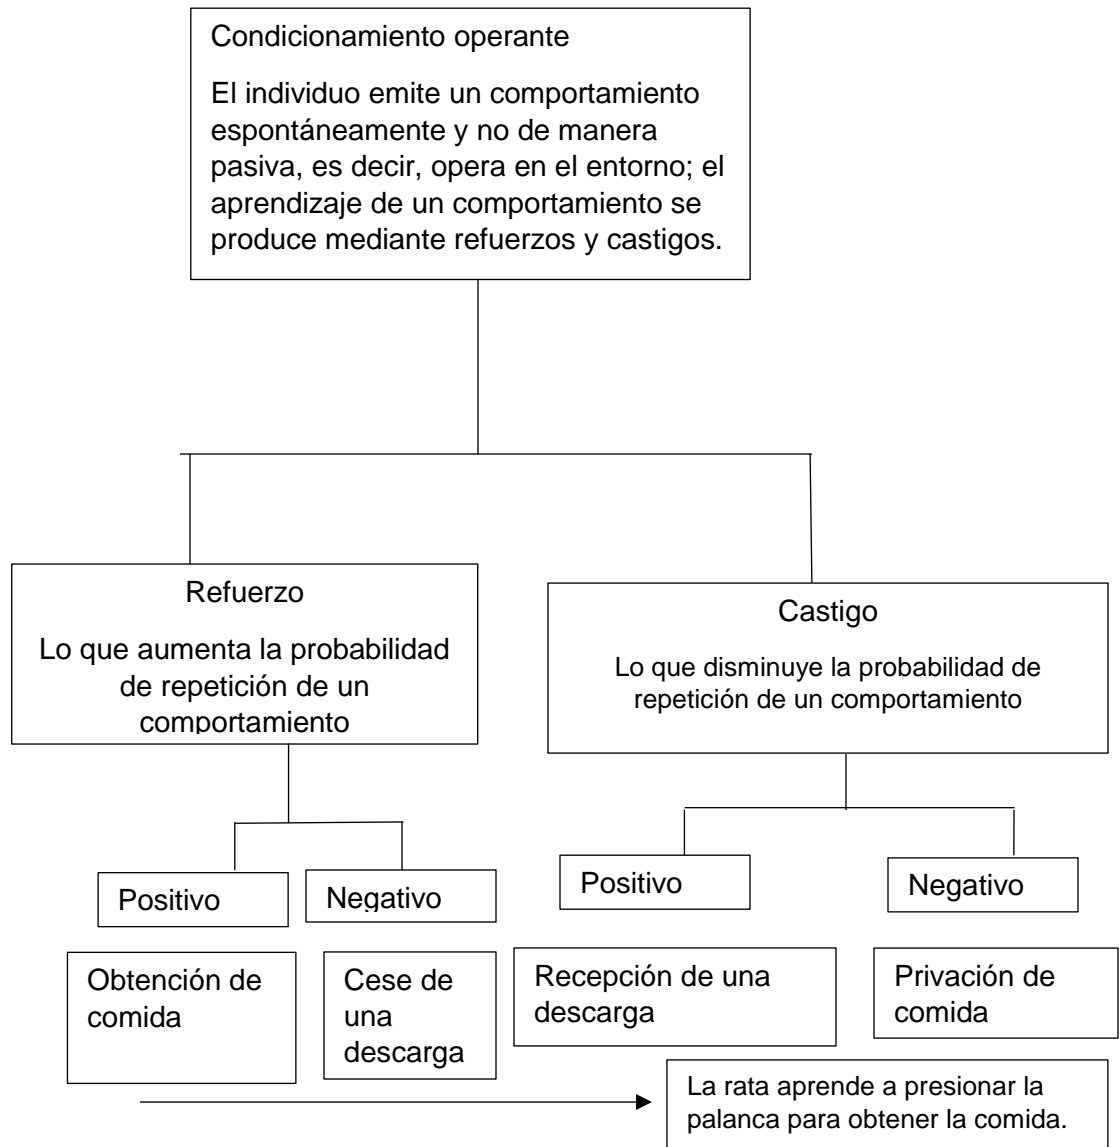 Condicionamiento operante
El individuo emite un comportamiento
espontáneamente y no de manera
pasiva, es decir, opera en el entorno; el
aprendizaje de un comportamiento se
produce mediante refuerzos y castigos.
Refuerzo
Lo que aumenta la probabilidad
de repetición de un
comportamiento
Castigo
Lo que disminuye la probabilidad de
repetición de un comportamiento
Positivo
Negativo
Positivo
Negativo
Obtención de
comida
Cese de
una
descarga
Recepción de una
descarga
Privación de
comida
La rata aprende a presionar la
palanca para obtener la comida.